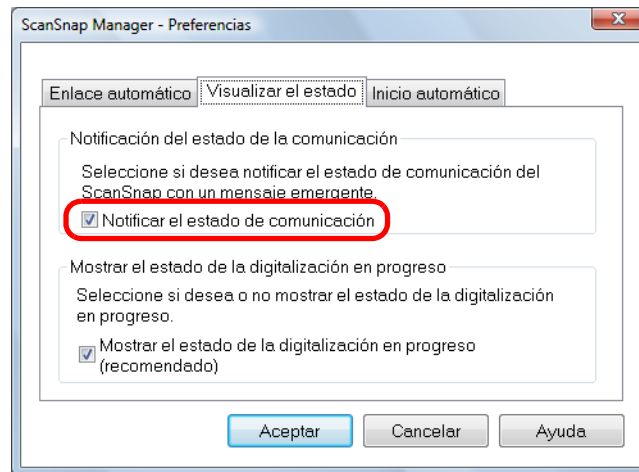 ScanSnap Manager - Preferencias
Enlace automático Visualizar el estado Inicio automático
Notificación del estado de la comunicación
Seleccione si desea notificar el estado de comunicación del
ScanSnap con un mensaje emergente.
Notificar el estado de comunicación
Mostrar el estado de la digitalización en progreso
Seleccione si desea o no mostrar el estado de la digitalización
en progreso.
Mostrar el estado de la digitalización en progreso
(recomendado)
Aceptar Cancelar Ayuda